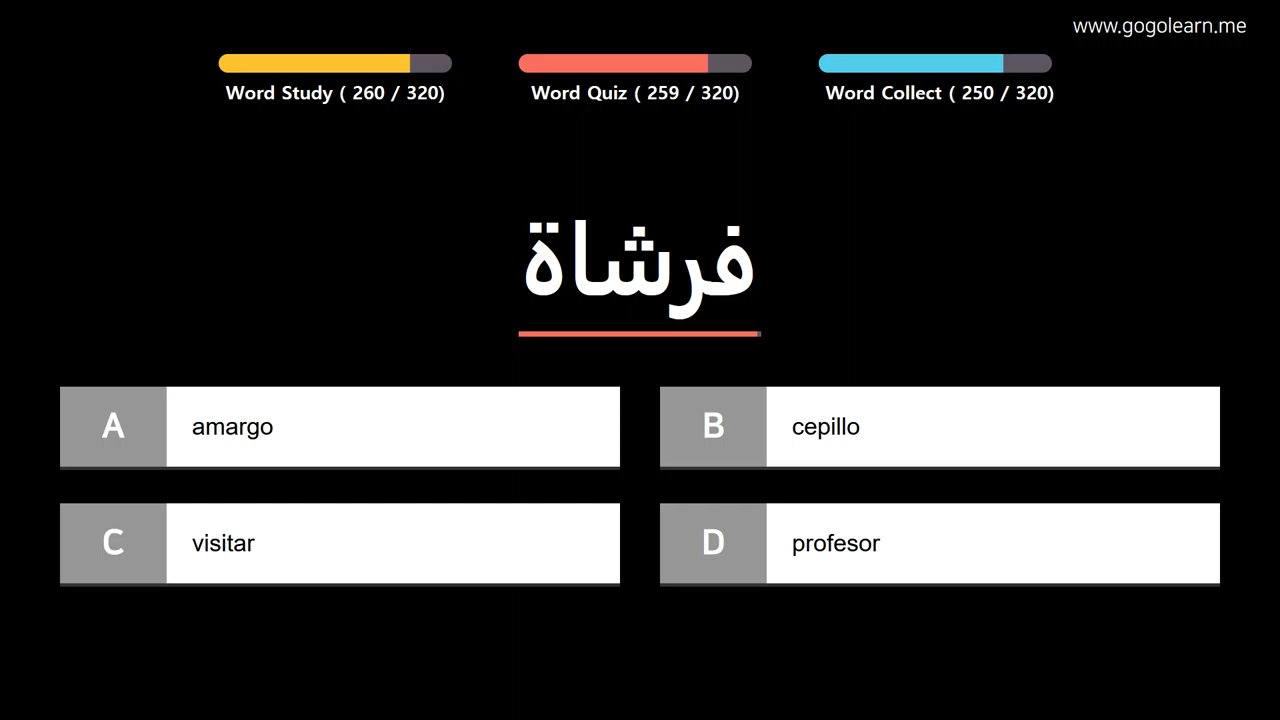 www.gogolearn.me
Word Study ( 260 / 320)
Word Quiz ( 259 / 320)
Word Collect ( 250 / 320)
فرشاة
A amargo
B cepillo
C visitar
D profesor